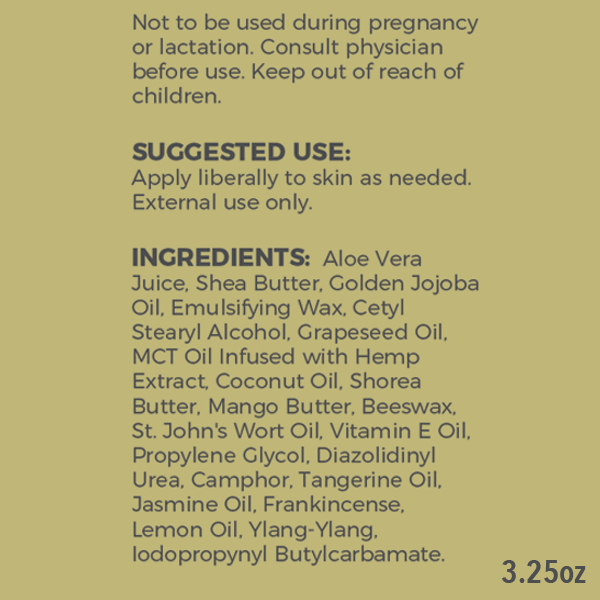 Not to be used during pregnancy
or lactation. Consult physician
before use. Keep out of reach of
children.
SUGGESTED USE:
Apply liberally to skin as needed.
External use only.
INGREDIENTS: Aloe Vera
Juice, Shea Butter, Golden Jojoba
Oil, Emulsifying Wax, Cetyl
Stearyl Alcohol, Grapeseed Oil,
MCT Oil Infused with Hemp
Extract, Coconut Oil, Shorea
Butter, Mango Butter, Beeswax,
St. John's Wort Oil, Vitamin E Oil,
Propylene Glycol, Diazolidinyl
Urea, Camphor, Tangerine Oil,
Jasmine Oil, Frankincense,
Lemon Oil, Ylang-Ylang,
Iodopropynyl Butylcarbamate.
3.25oz